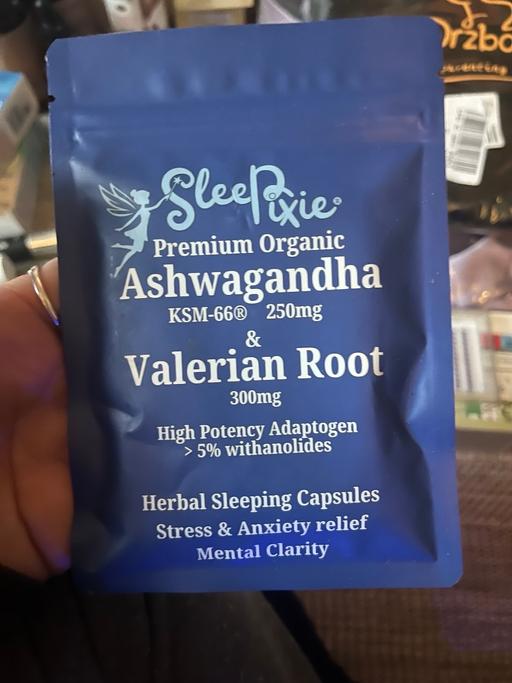 SleePixie®
Premium Organic
Ashwagandha
KSM-66® 250mg
&
Valerian Root
300mg
High Potency Adaptogen
> 5% withanolides
Herbal Sleeping Capsules
Stress & Anxiety relief
Mental Clarity